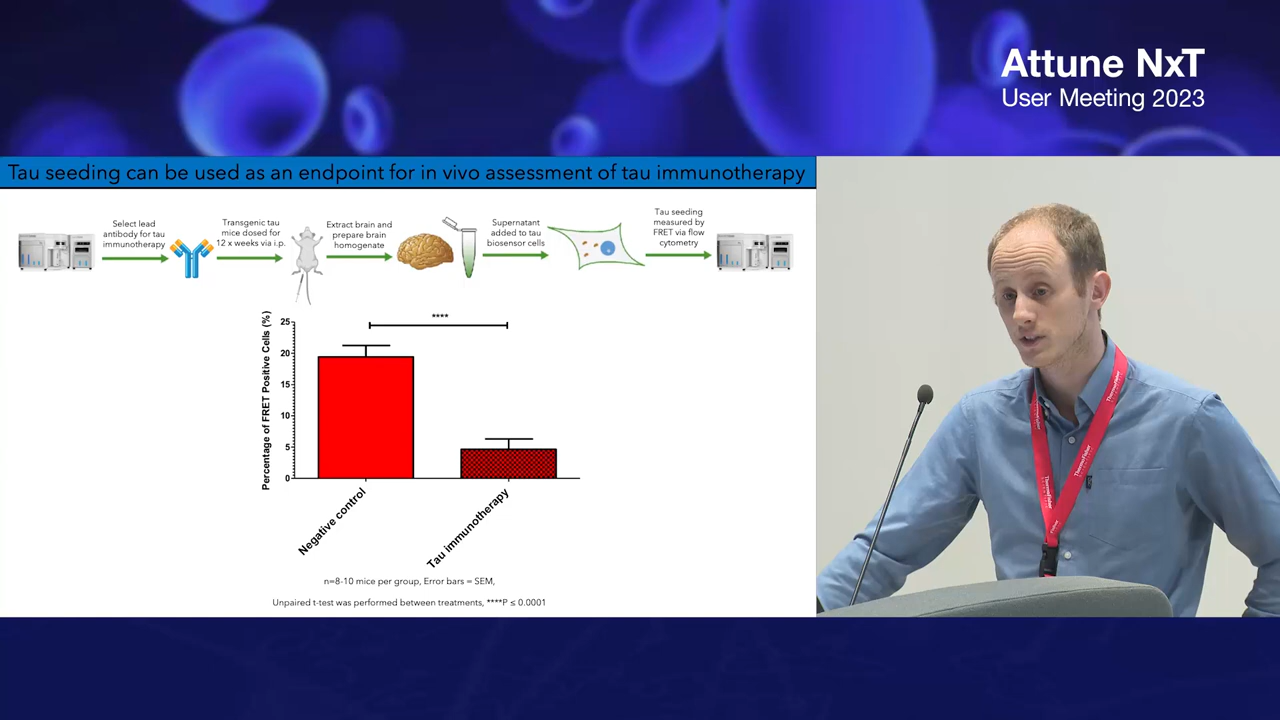 Attune NxT
User Meeting 2023
Tau seeding can be used as an endpoint for in vivo assessment of tau immunotherapy
Select lead
antibody for tau
immunotherapy
Transgenic tau
mice dosed for
12 x weeks via i.p.
Extract brain and
prepare brain
homogenate
Supernatant
added to tau
biosensor cells
Tau seeding
measured by
FRET via flow
cytometry
Percentage of FRET Positive Cells (%)
25
20
15
10
5
0
****
Negative control
Tau immunotherapy
n=8-10 mice per group, Error bars = SEM,
Unpaired t-test was performed between treatments, ****P ≤ 0.0001
ThermoFisher
ThermoFisher